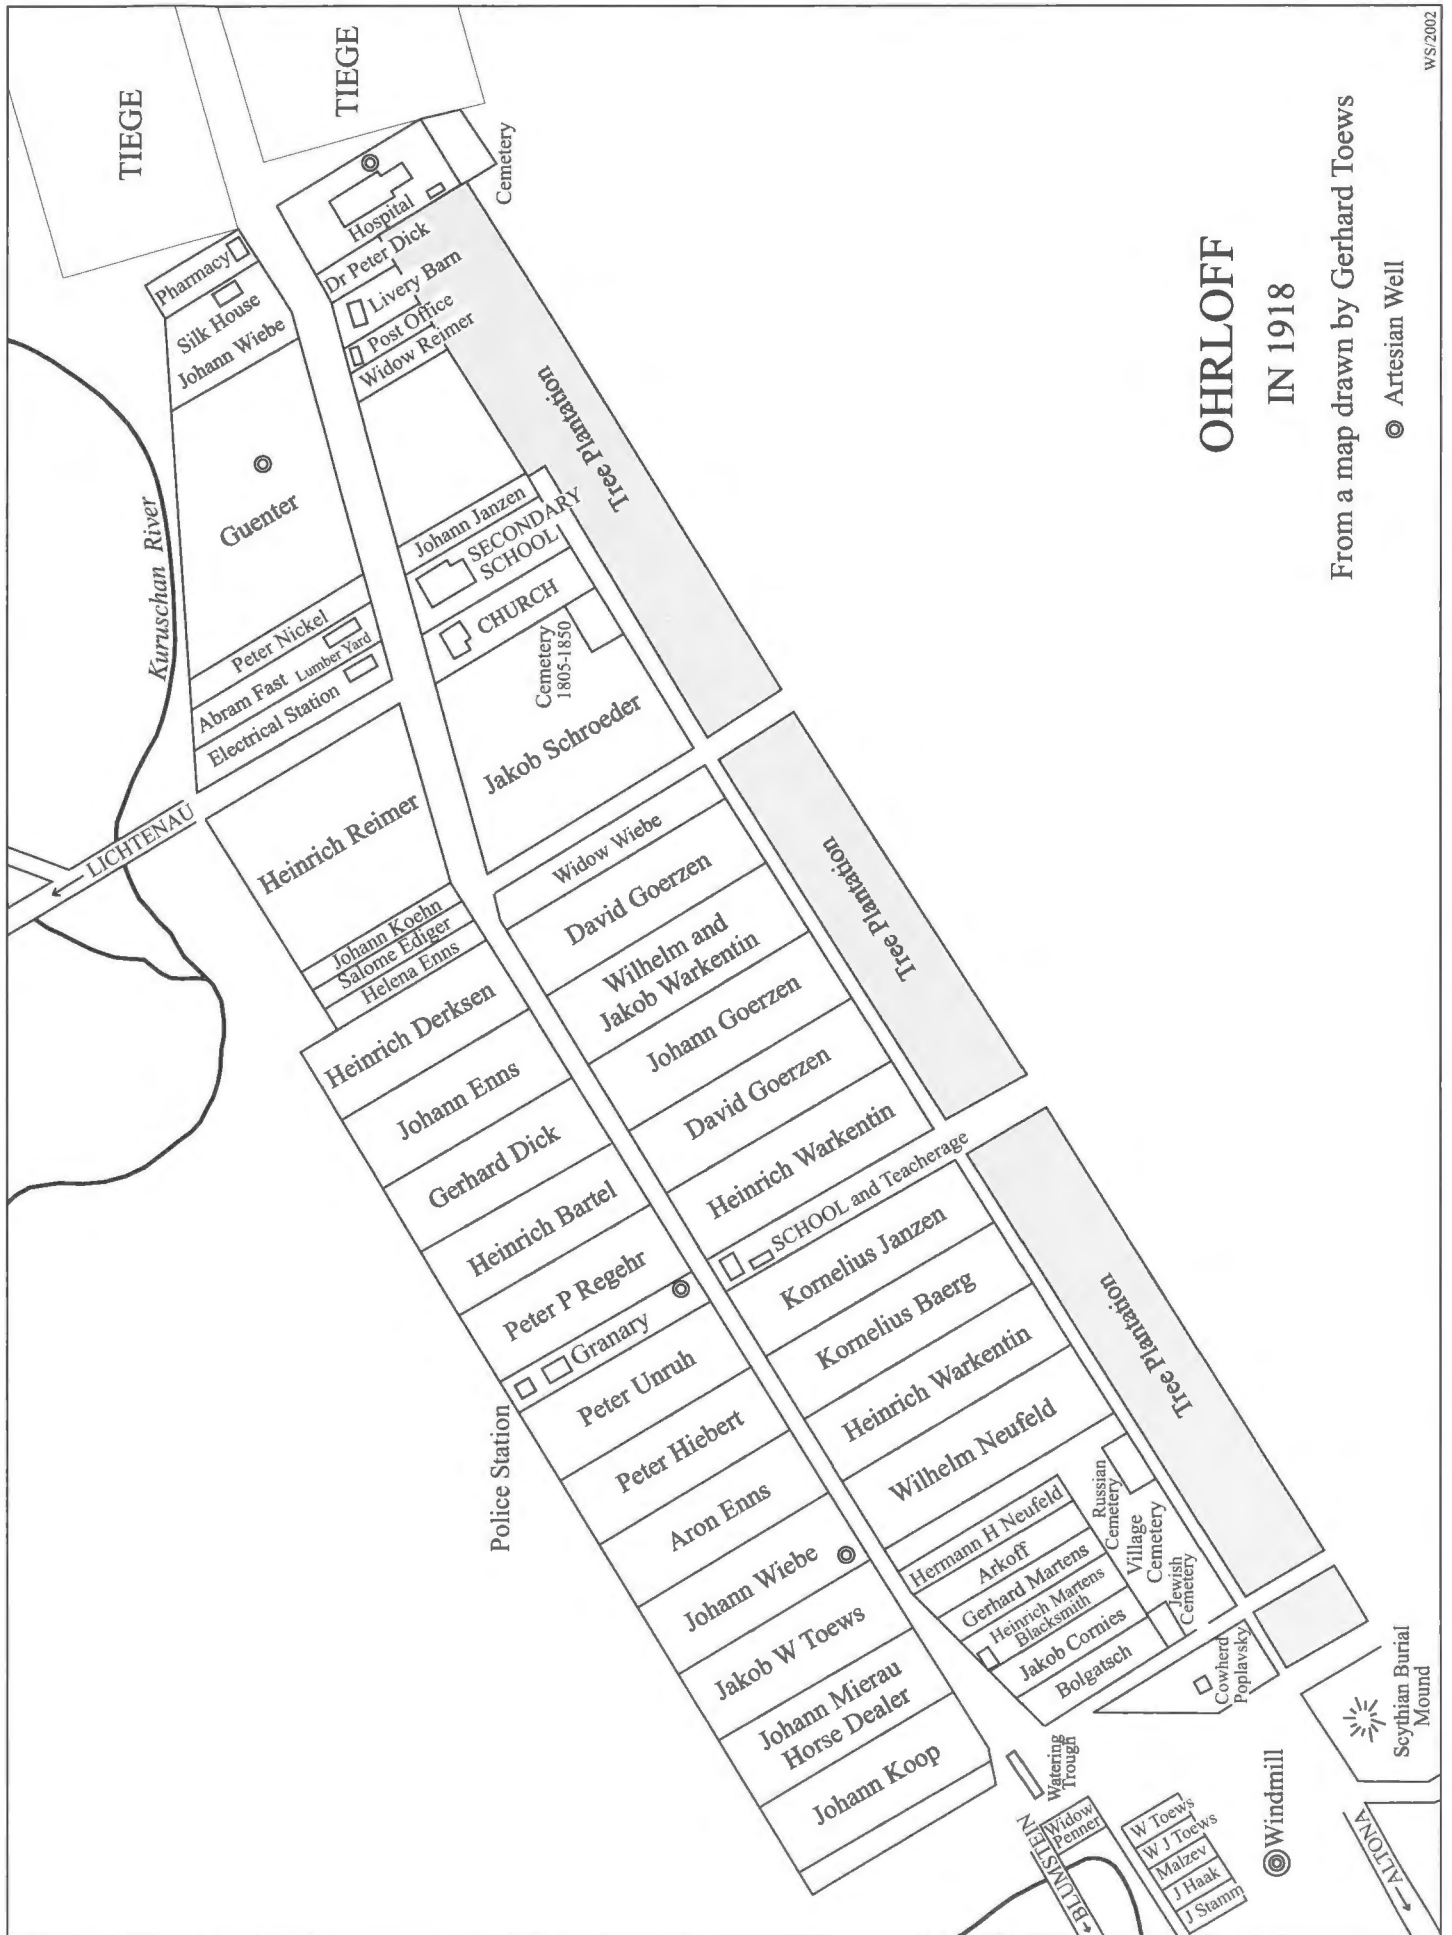 OHRLOFF
IN 1918
From a map drawn by Gerhard Toews
Artesian Well
WS/2002
TIEGE
TIEGE
Kuruschan River
LICHTENAU
Pharmacy
Silk House
Johann Wiebe
Guenter
Peter Nickel
Abram Fast Lumber Yard
Electrical Station
Heinrich Reimer
Johann Koehn
Salome Ediger
Helena Enns
Heinrich Derksen
Johann Enns
Gerhard Dick
Heinrich Bartel
Peter P Regehr
Granary
Police Station
Peter Unruh
Peter Hiebert
Aron Enns
Johann Wiebe
Jakob W Toews
Johann Mierau
Horse Dealer
Johann Koop
Cemetery
Hospital
Dr Peter Dick
Livery Barn
Post Office
Widow Reimer
Johann Janzen
SECONDARY
SCHOOL
CHURCH
Cemetery
1805-1850
Jakob Schroeder
Widow Wiebe
David Goerzen
Wilhelm and
Jakob Warkentin
Johann Goerzen
David Goerzen
Heinrich Warkentin
SCHOOL and Teacherage
Kornelius Janzen
Kornelius Baerg
Heinrich Warkentin
Wilhelm Neufeld
Hermann H Neufeld
Arkoff
Gerhard Martens
Heinrich Martens
Blacksmith
Jakob Cornies
Bolgatsch
Russian
Cemetery
Village
Cemetery
Jewish
Cemetery
Tree Plantation
Tree Plantation
Tree Plantation
Cowherd
Poplavsky
Scythian Burial
Mound
Watering
Trough
Windmill
BLUMSTEIN
Widow
Penner
W Toews
W J Toews
Malzev
J Haak
J Stamm
ALTONA